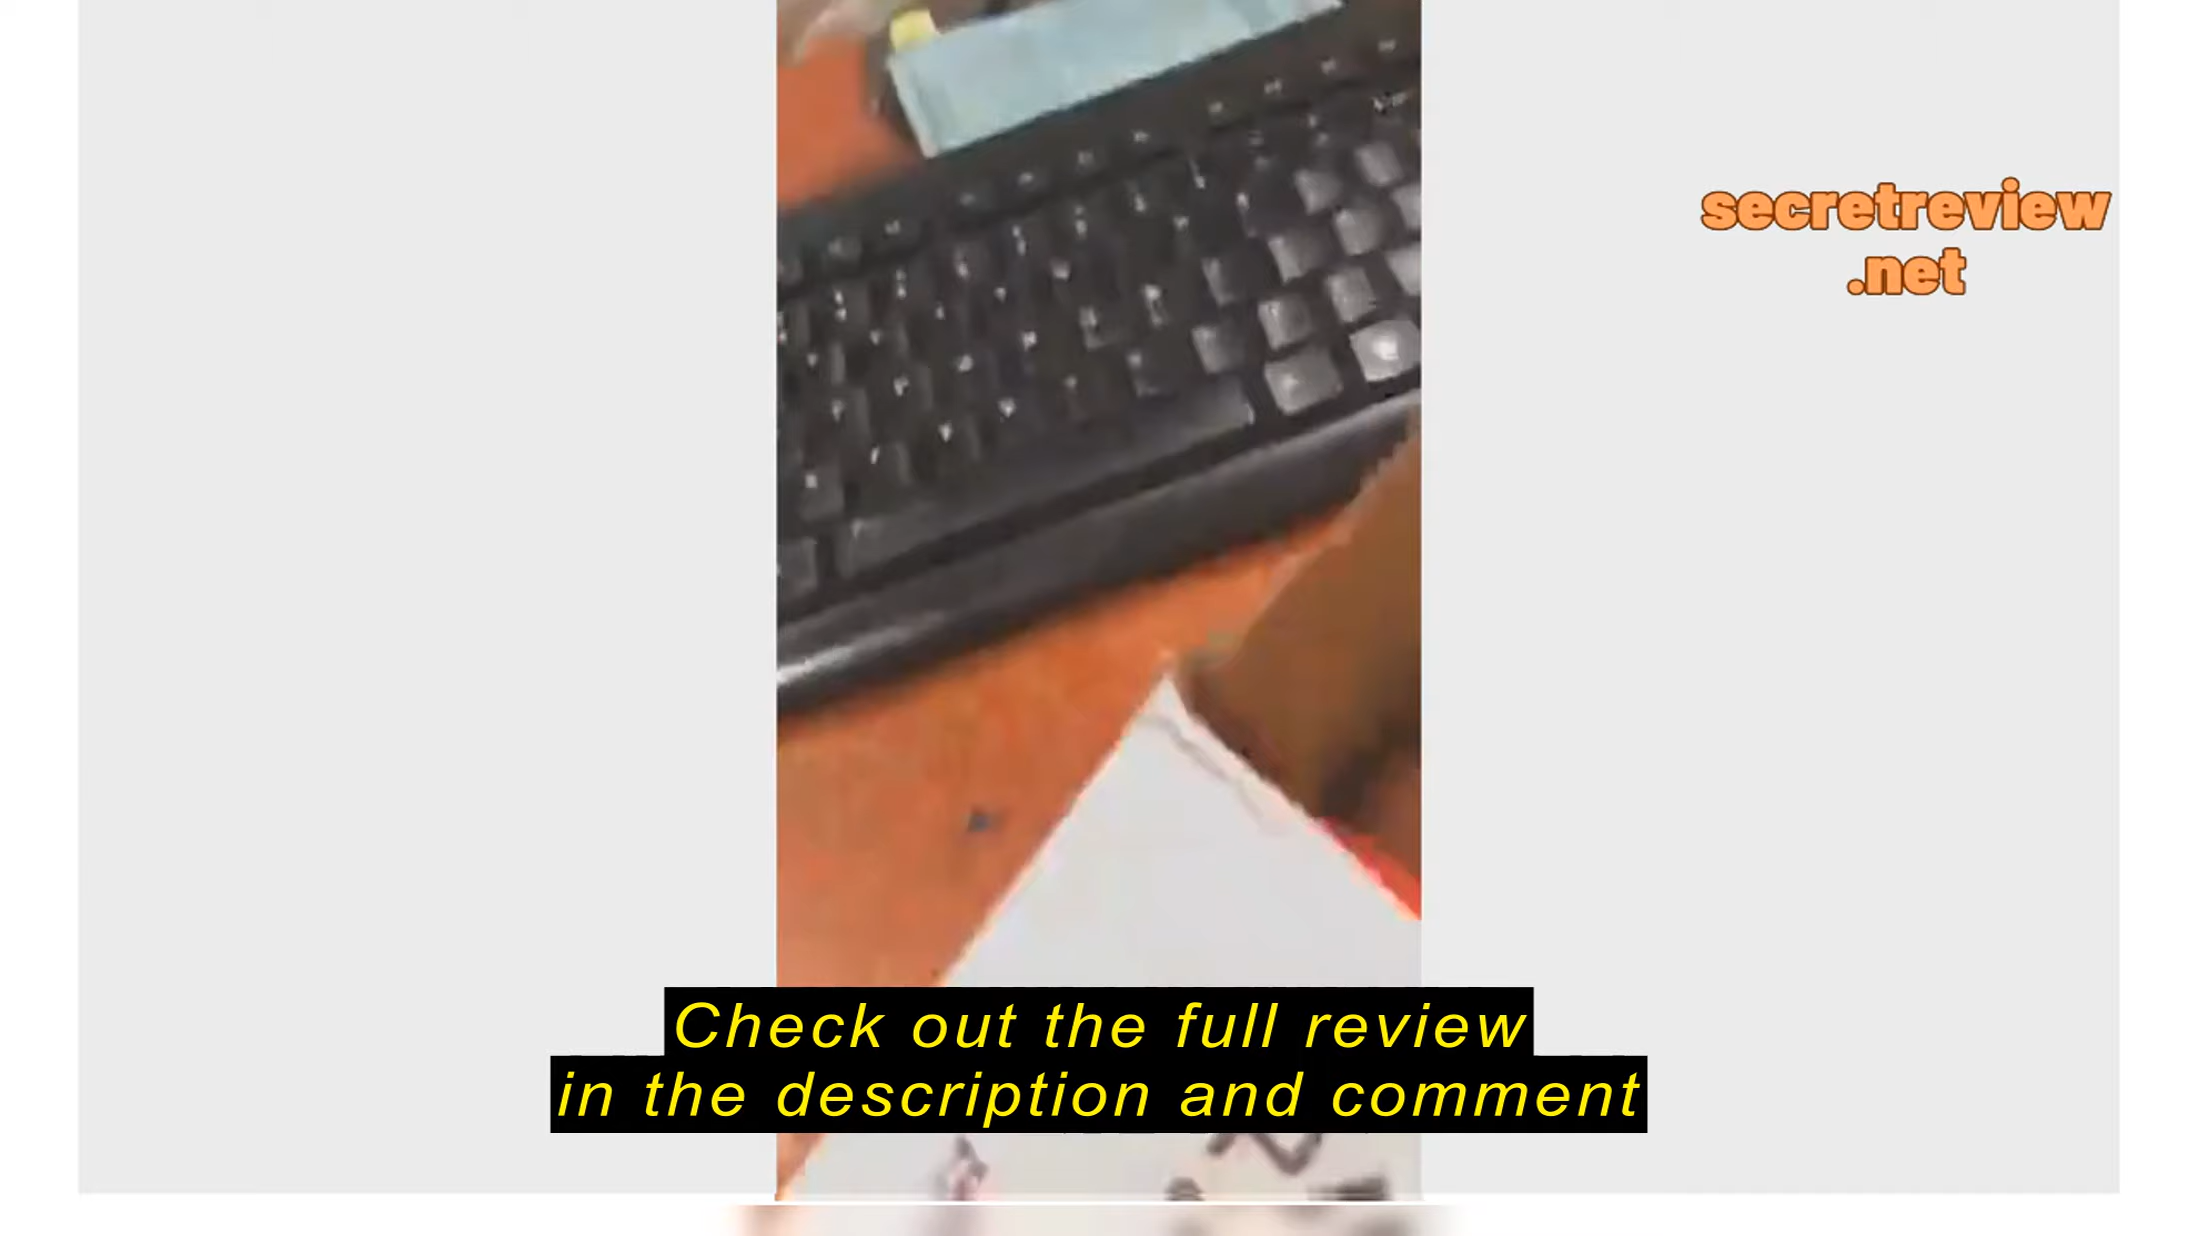 secretreview
.net
Check out the full review
in the description and comment